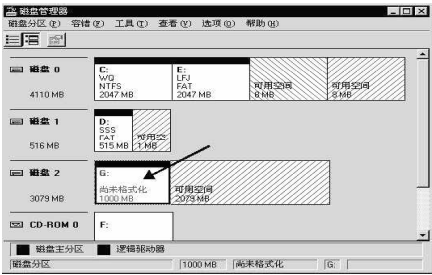 磁盘管理器
磁盘分区(P) 容错(F) 工具(T) 查看(V) 选项(O) 帮助(H)
磁盘 0
4110 MB
C:
WQ
NTFS
2047 MB
E:
LFJ
FAT
2047 MB
可用空间
8 MB
可用空间
8 MB
磁盘 1
516 MB
D:
SSS
FAT
515 MB
可用空
1 MB
磁盘 2
3079 MB
G:
尚未格式化
1000 MB
可用空间
2079 MB
CD-ROM 0
F:
磁盘主分区 逻辑驱动器
磁盘分区 1000 MB 尚未格式化 G: